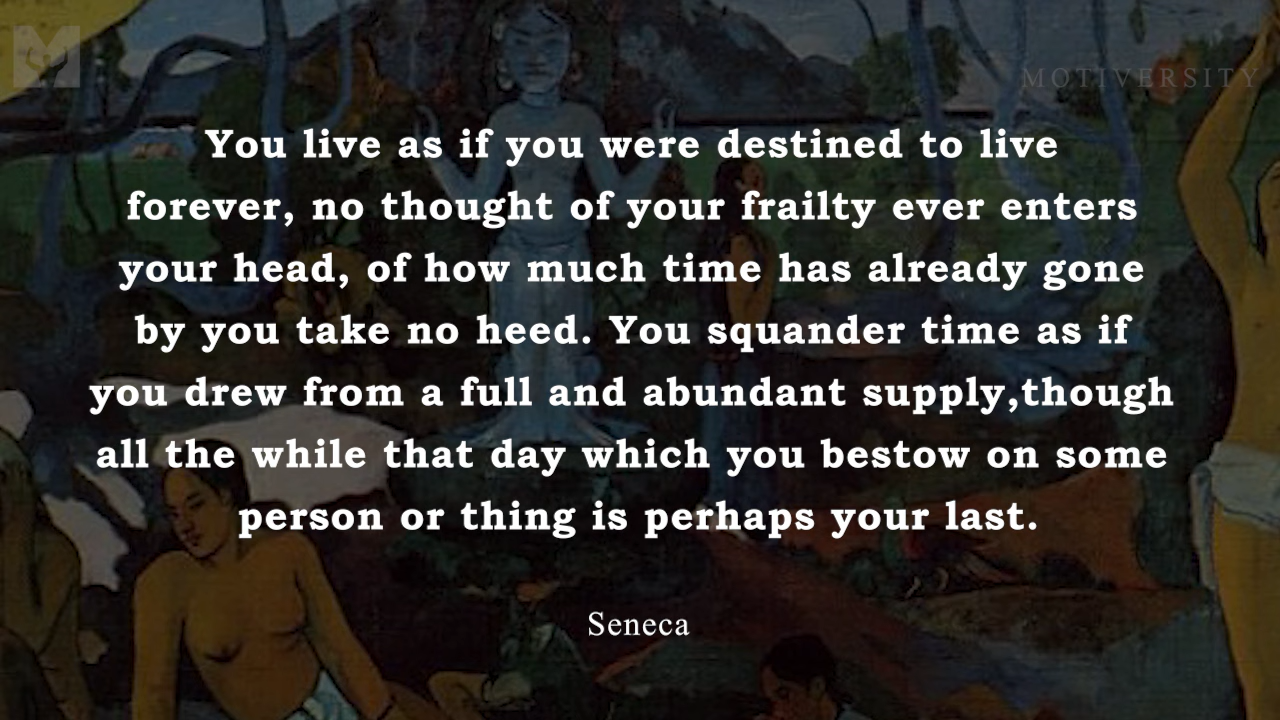 MOTIVERSITY
You live as if you were destined to live
forever, no thought of your frailty ever enters
your head, of how much time has already gone
by you take no heed. You squander time as if
you drew from a full and abundant supply,though
all the while that day which you bestow on some
person or thing is perhaps your last.
Seneca